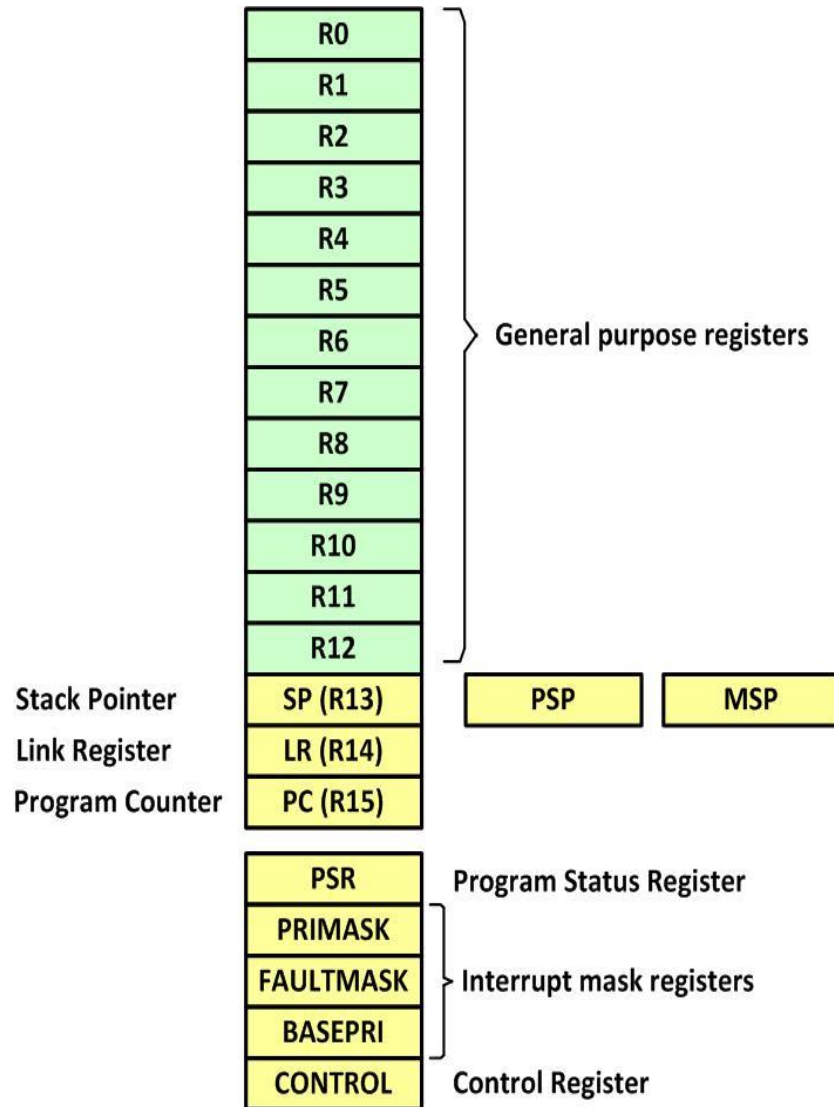 R0
R1
R2
R3
R4
R5
R6
General purpose registers
R7
R8
R9
R10
R11
R12
Stack Pointer SP (R13) PSP MSP
Link Register LR (R14)
Program Counter PC (R15)
PSR Program Status Register
PRIMASK
FAULTMASK Interrupt mask registers
BASEPRI
CONTROL Control Register